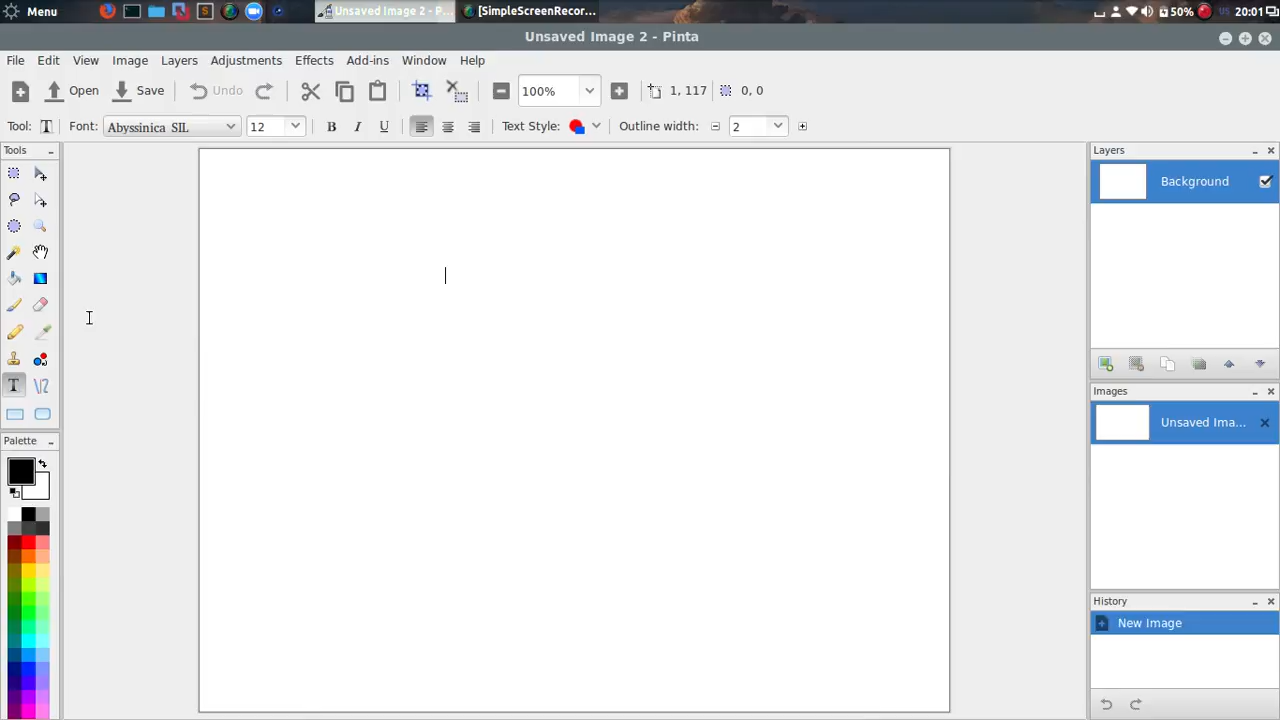 Menu Unsaved Image 2 - P... [SimpleScreenRecor... 50% US 20:01
Unsaved Image 2 - Pinta
File Edit View Image Layers Adjustments Effects Add-ins Window Help
Open Save Undo 100% 1, 117 0, 0
Tool: T Font: Abyssinica SIL 12 B I U Text Style: Outline width: 2
Tools
Layers
Background
T
Images
Unsaved Ima...
Palette
History
New Image